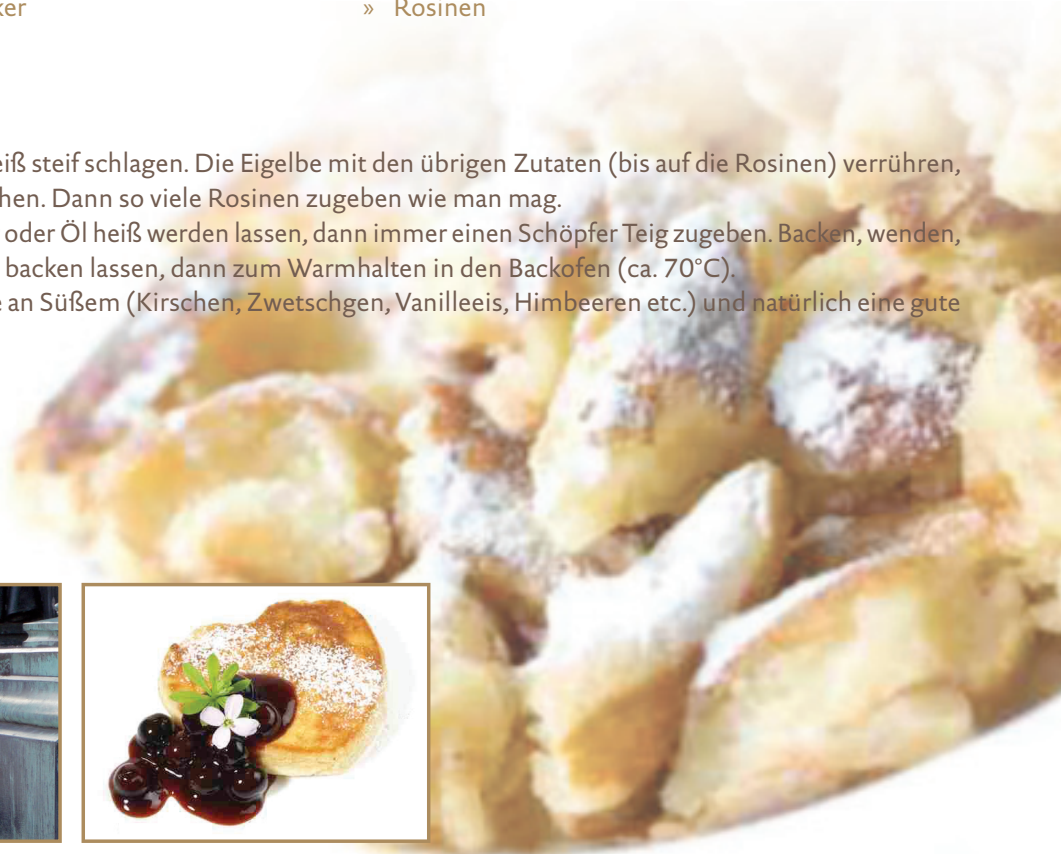 ker » Rosinen
eiß steif schlagen. Die Eigelbe mit den übrigen Zutaten (bis auf die Rosinen) verrühren,
hen. Dann so viele Rosinen zugeben wie man mag.
oder Öl heiß werden lassen, dann immer einen Schöpfer Teig zugeben. Backen, wenden,
backen lassen, dann zum Warmhalten in den Backofen (ca. 70°C).
e an Süßem (Kirschen, Zwetschgen, Vanilleeis, Himbeeren etc.) und natürlich eine gute